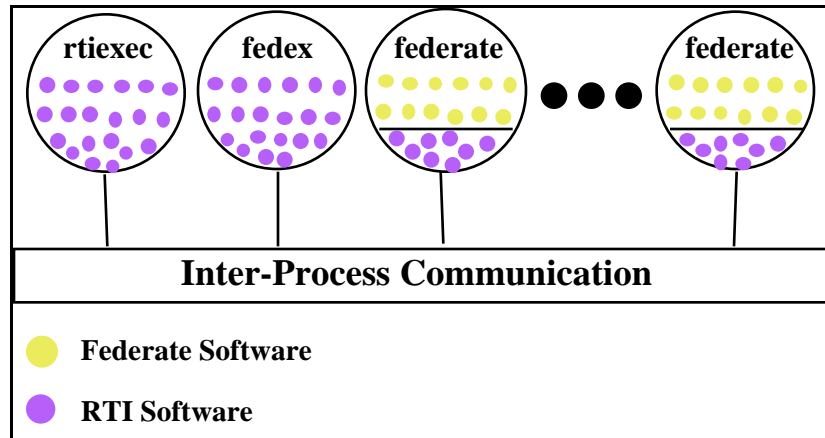 rtiexec
fedex
federate
federate
Inter-Process Communication
Federate Software
RTI Software